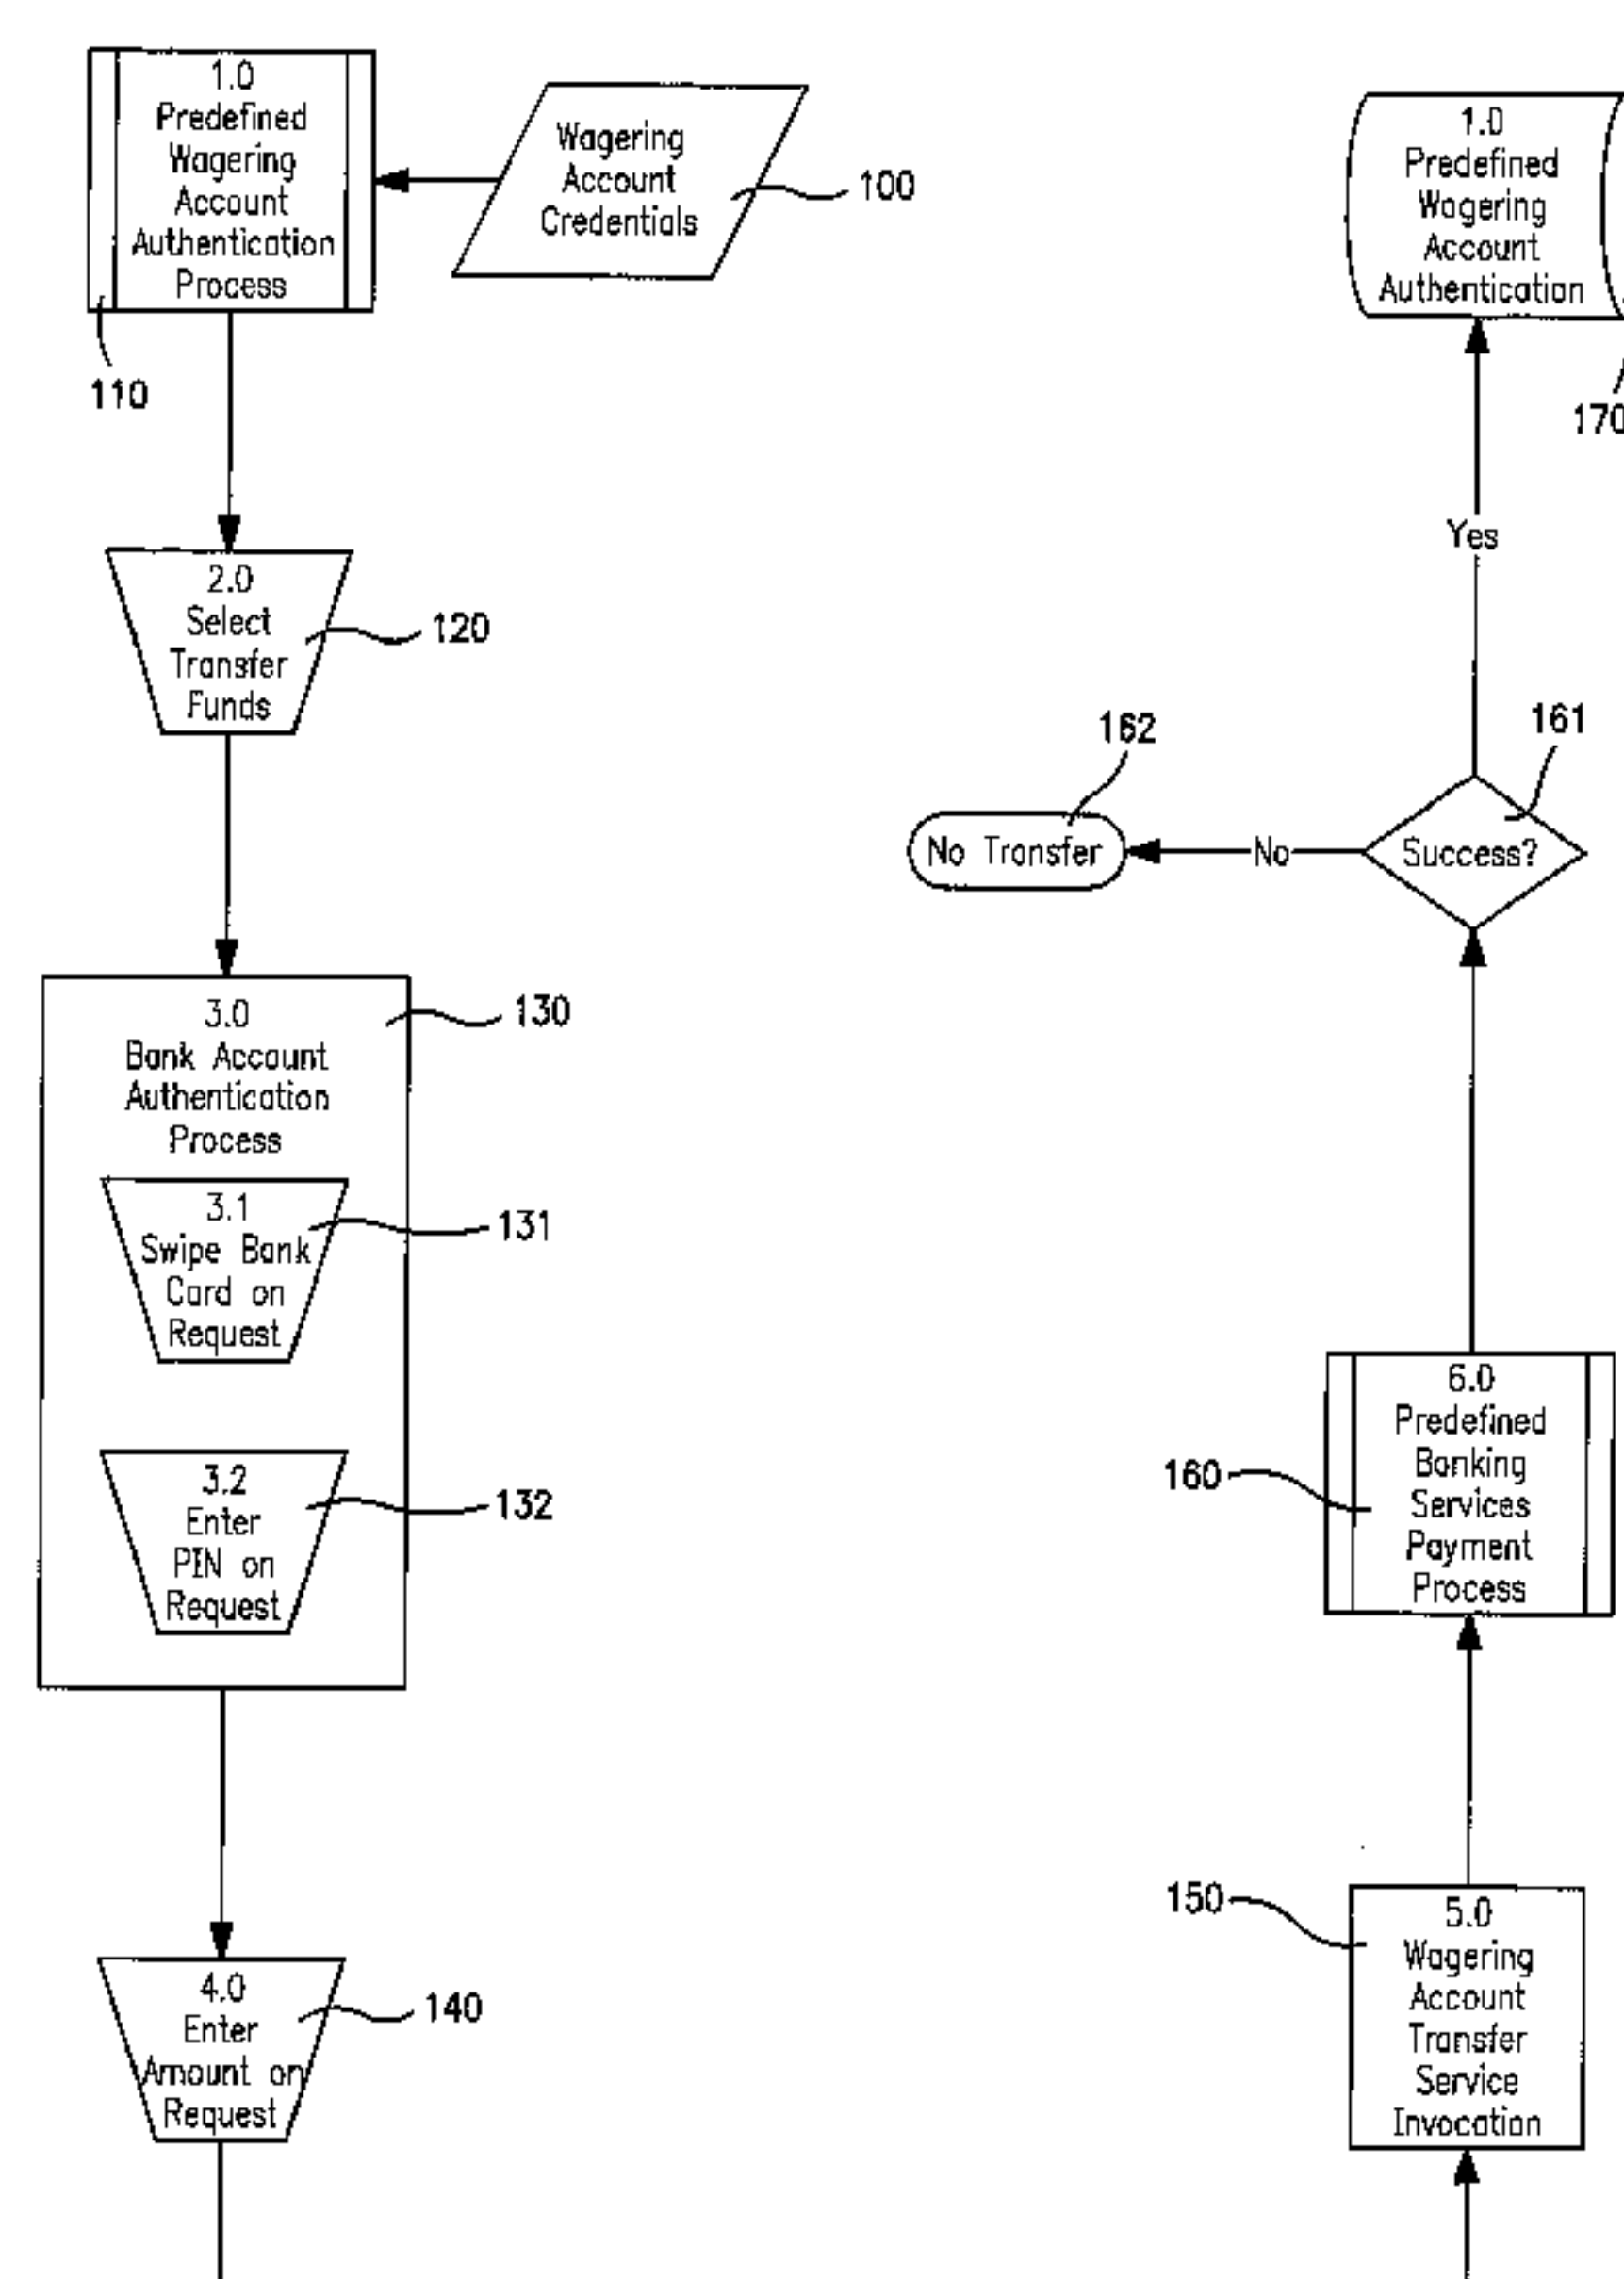 1.0
Predefined
Wagering
Account
Authentication
Process
110
Wagering
Account
Credentials
100
2.0
Select
Transfer
Funds
120
3.0
Bank Account
Authentication
Process
130
3.1
Swipe Bank
Card on
Request
131
3.2
Enter
PIN on
Request
132
4.0
Enter
Amount on
Request
140
1.0
Predefined
Wagering
Account
Authentication
170
Yes
161
Success?
No
162
No Transfer
6.0
Predefined
Banking
Services
Payment
Process
160
5.0
Wagering
Account
Transfer
Service
Invocation
150